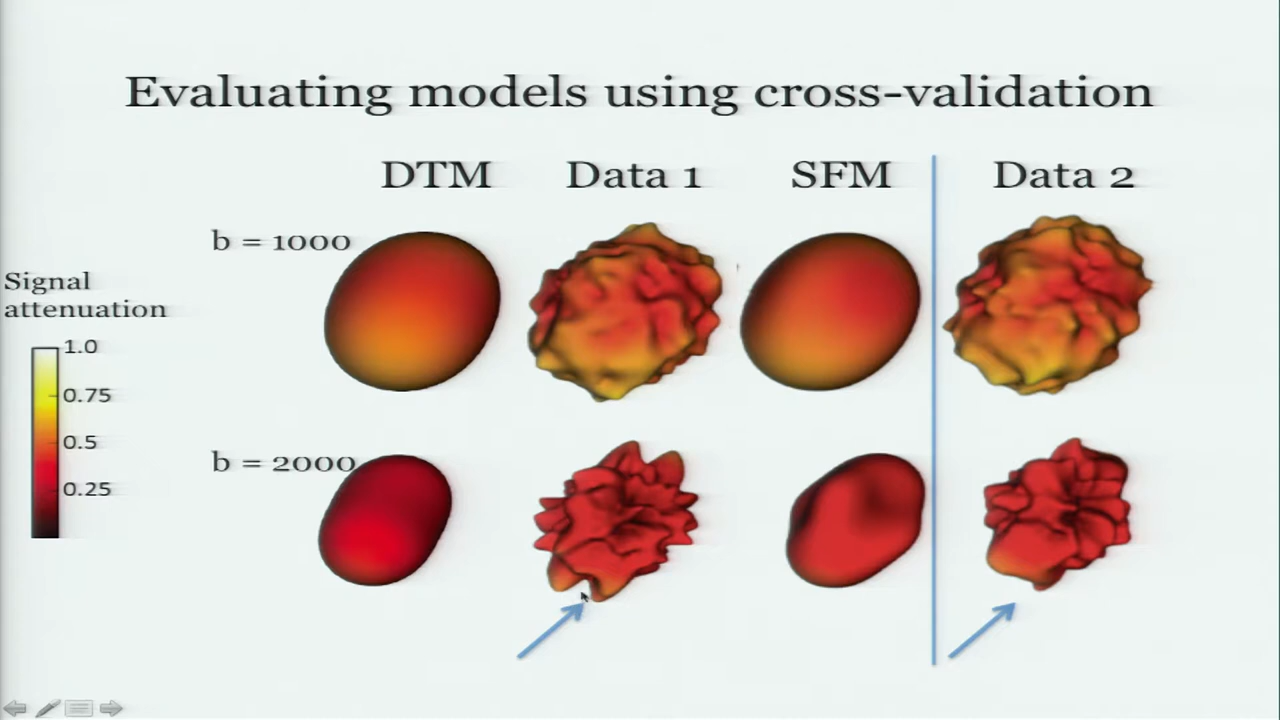 Evaluating models using cross-validation
DTM Data 1 SFM Data 2
b = 1000
Signal
attenuation
1.0
0.75
0.5
0.25
b = 2000